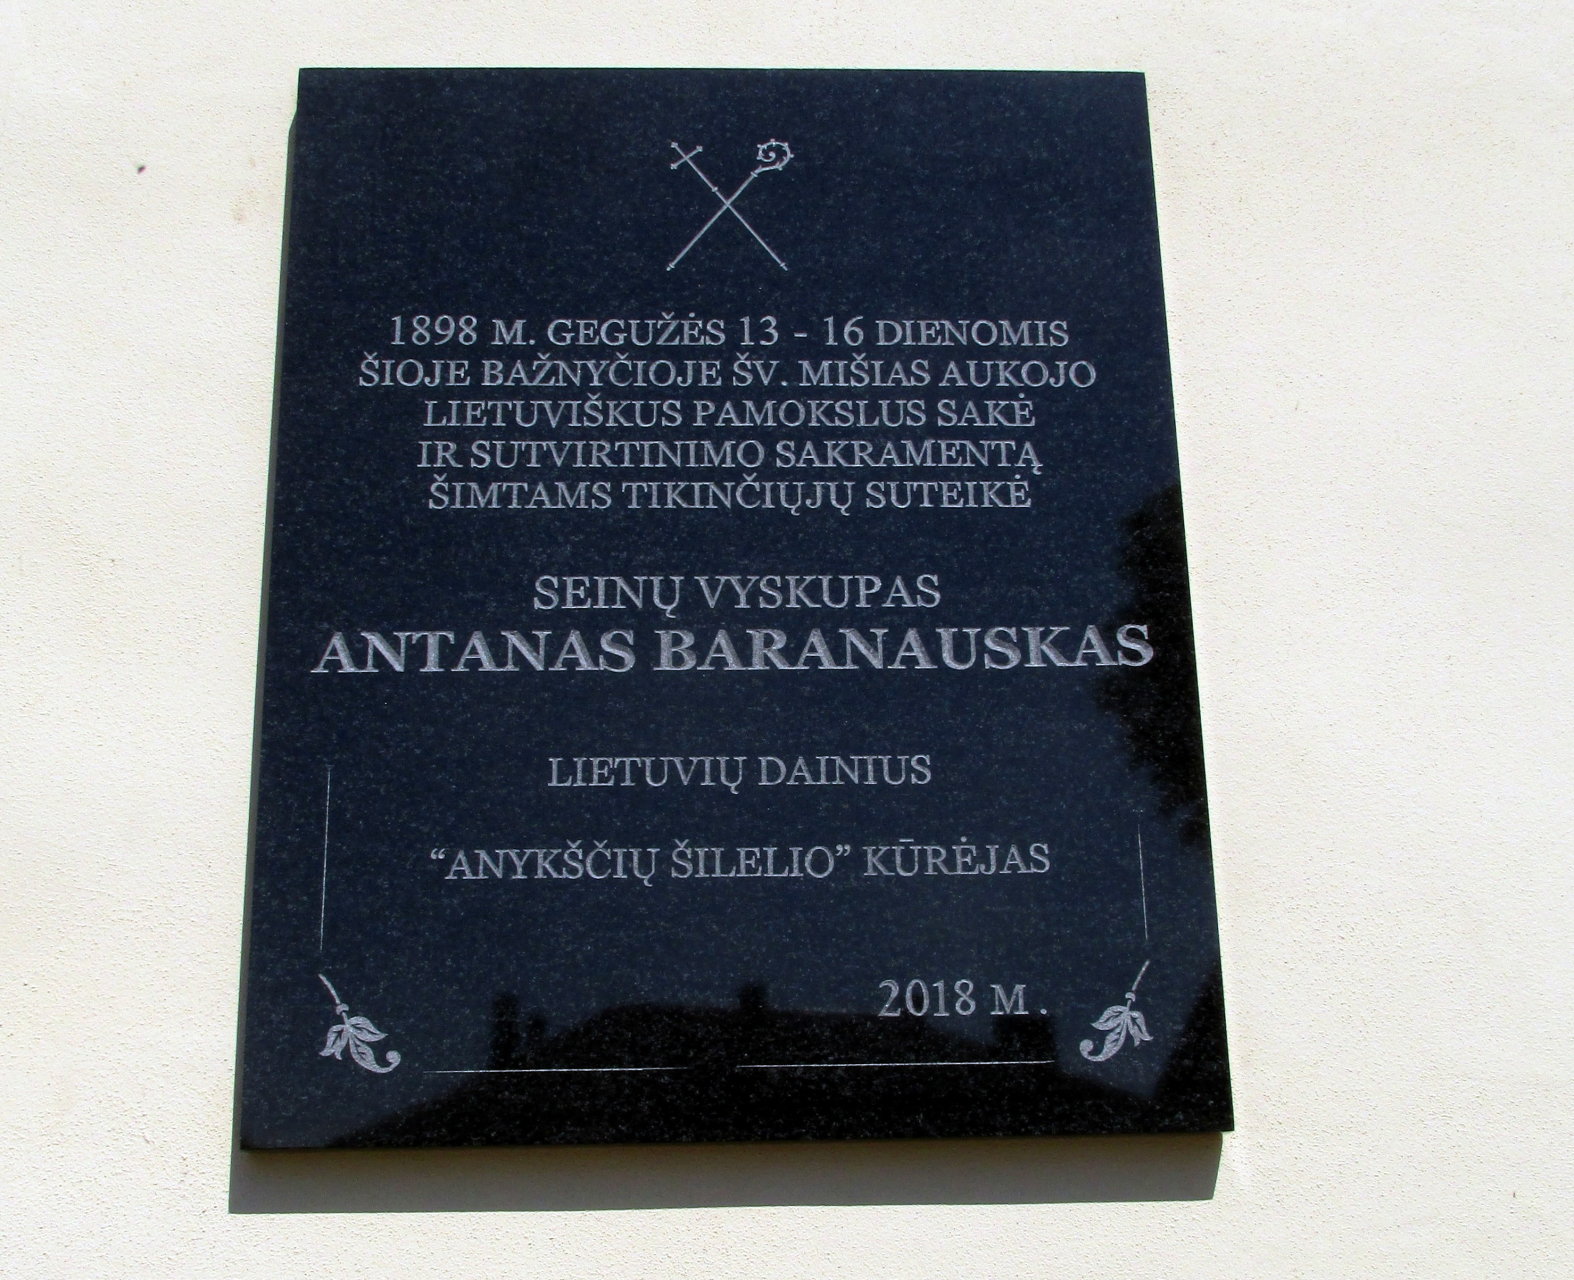 1898 M. GEGUŽĖS 13 - 16 DIENOMIS
ŠIOJE BAŽNYČIOJE ŠV. MIŠIAS AUKOJO
LIETUVIŠKUS PAMOKSLUS SAKĖ
IR SUTVIRTINIMO SAKRAMENTĄ
ŠIMTAMS TIKINČIŲJŲ SUTEIKĖ
SEINŲ VYSKUPAS
ANTANAS BARANAUSKAS
LIETUVIŲ DAINIUS
“ANYKŠČIŲ ŠILELIO” KŪRĖJAS
2018 M.